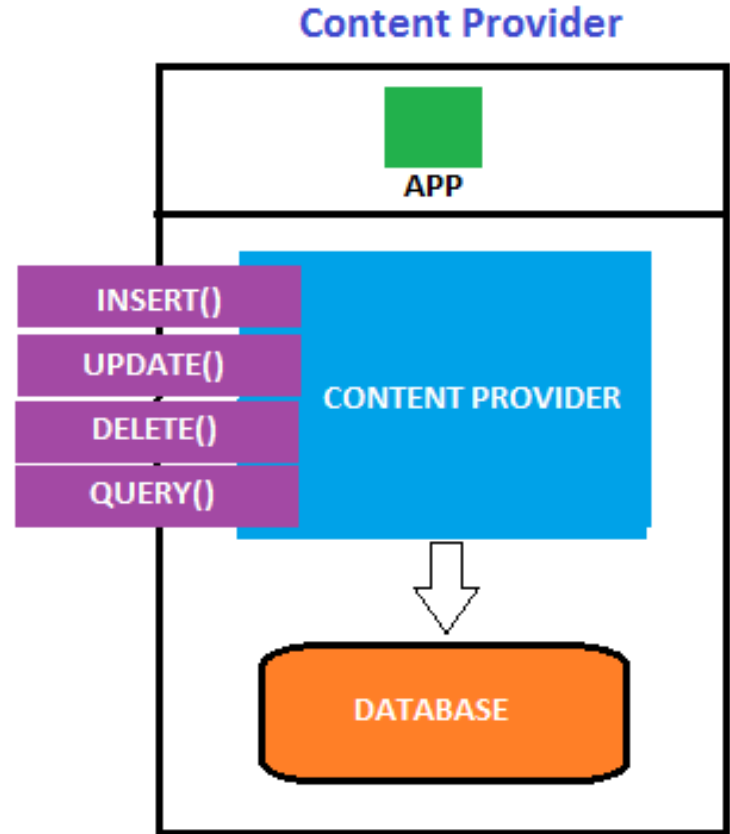 Content Provider
APP
INSERT()
UPDATE()
DELETE()
QUERY()
CONTENT PROVIDER
DATABASE